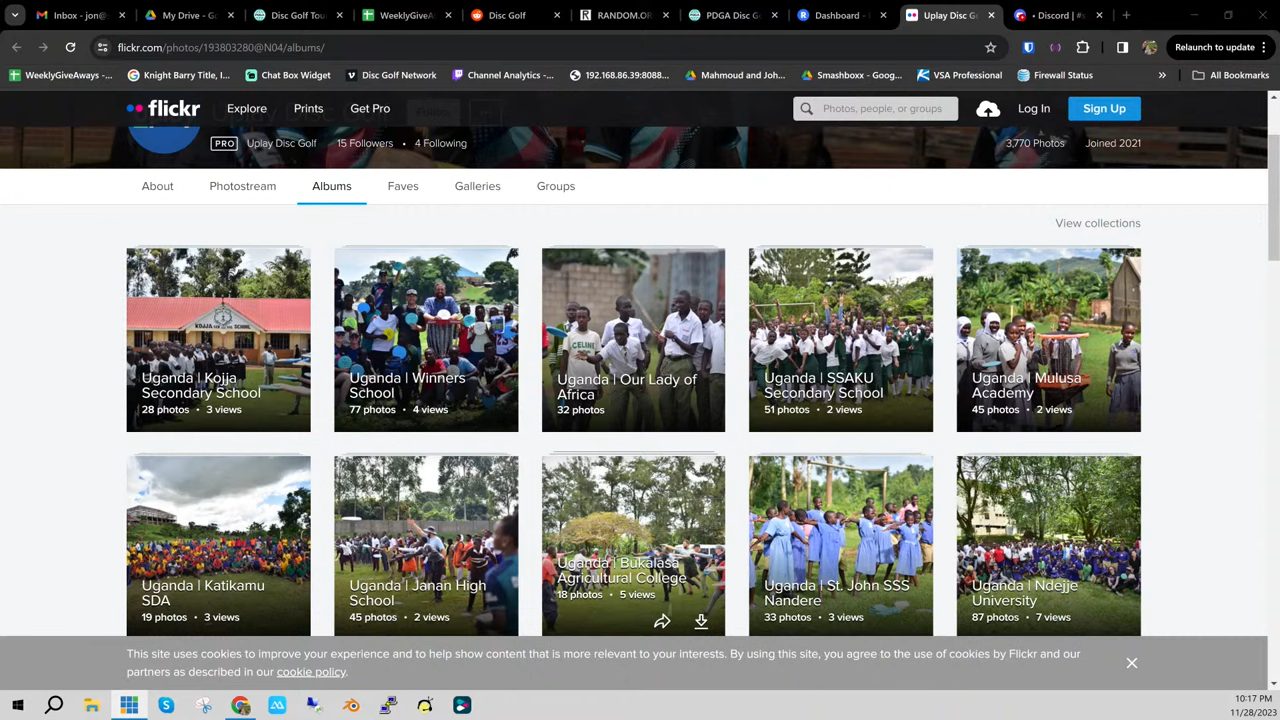 Inbox - jon@
My Drive - Go
Disc Golf Tou
WeeklyGiveA
Disc Golf
RANDOM.OR
PDGA Disc G
Dashboard -
Uplay Disc G
• Discord | #s
flickr.com/photos/193803280@N04/albums/
Relaunch to update
WeeklyGiveAways -...
Knight Barry Title, I...
Chat Box Widget
Disc Golf Network
Channel Analytics -...
192.168.86.39:8088...
Mahmoud and Joh...
Smashboxx - Goog...
VSA Professional
Firewall Status
»
All Bookmarks
flickr
Explore
Prints
Get Pro
Photos, people, or groups
Log In
Sign Up
PRO
Uplay Disc Golf
15 Followers
•
4 Following
3,770 Photos
Joined 2021
About
Photostream
Albums
Faves
Galleries
Groups
View collections
KOJJA SCHOOL
Uganda | Kojja
Secondary School
28 photos • 3 views
Uganda | Winners
School
77 photos • 4 views
CELINE
Uganda | Our Lady of
Africa
32 photos
Uganda | SSAKU
Secondary School
51 photos • 2 views
Uganda | Mulusa
Academy
45 photos • 2 views
Uganda | Katikamu
SDA
19 photos • 3 views
Uganda | Janan High
School
45 photos • 2 views
Uganda | Bukalasa
Agricultural College
18 photos • 5 views
Uganda | St. John SSS
Nandere
33 photos • 3 views
Uganda | Ndejje
University
87 photos • 7 views
This site uses cookies to improve your experience and to help show content that is more relevant to your interests. By using this site, you agree to the use of cookies by Flickr and our
partners as described in our cookie policy.
10:17 PM
11/28/2023